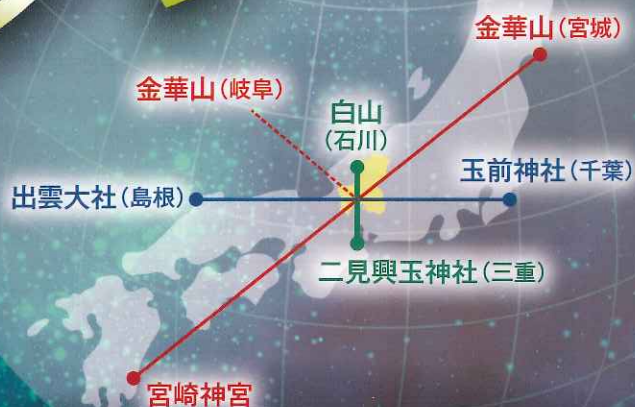 金華山（宮城）
金華山（岐阜）
白山
（石川）
玉前神社（千葉）
出雲大社（島根）
二見興玉神社（三重）
宮崎神宮